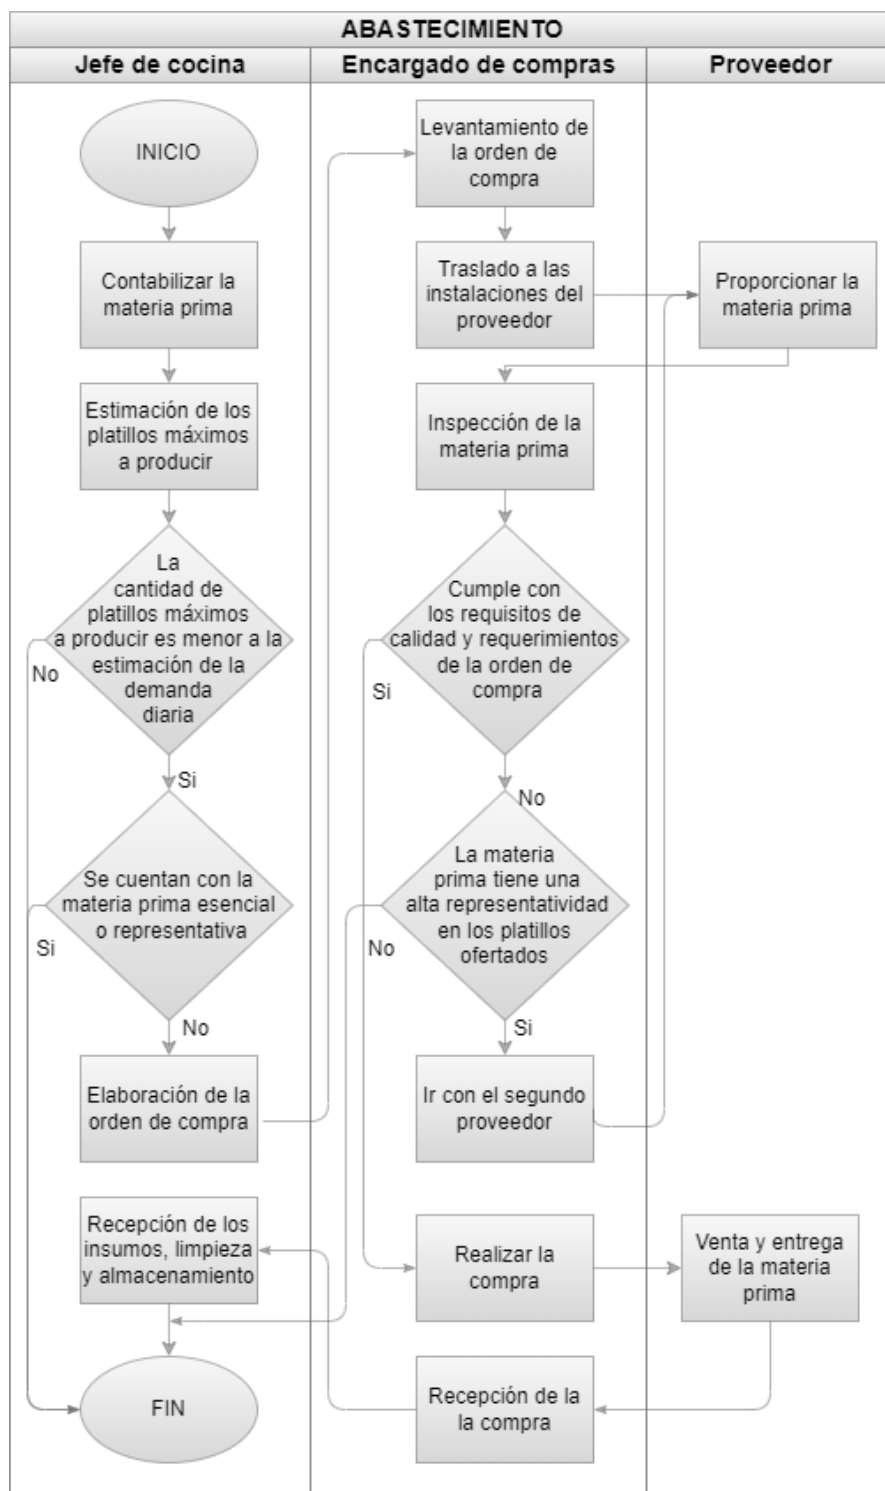 ABASTECIMIENTO
Jefe de cocina
Encargado de compras
Proveedor
INICIO
Contabilizar la
materia prima
Estimación de los
platillos máximos
a producir
La
cantidad de
platillos máximos
a producir es menor a la
estimación de la
demanda
diaria
No
Si
Se cuentan con la
materia prima esencial
o representativa
Si
No
Elaboración de la
orden de compra
Recepción de los
insumos, limpieza
y almacenamiento
FIN
Levantamiento de
la orden de
compra
Traslado a las
instalaciones del
proveedor
Inspección de la
materia prima
Cumple con
los requisitos de
calidad y requerimientos
de la orden de
compra
Si
No
La materia
prima tiene una
alta representatividad
en los platillos
ofertados
No
Si
Ir con el segundo
proveedor
Realizar la
compra
Recepción de la
la compra
Proporcionar la
materia prima
Venta y entrega
de la materia
prima